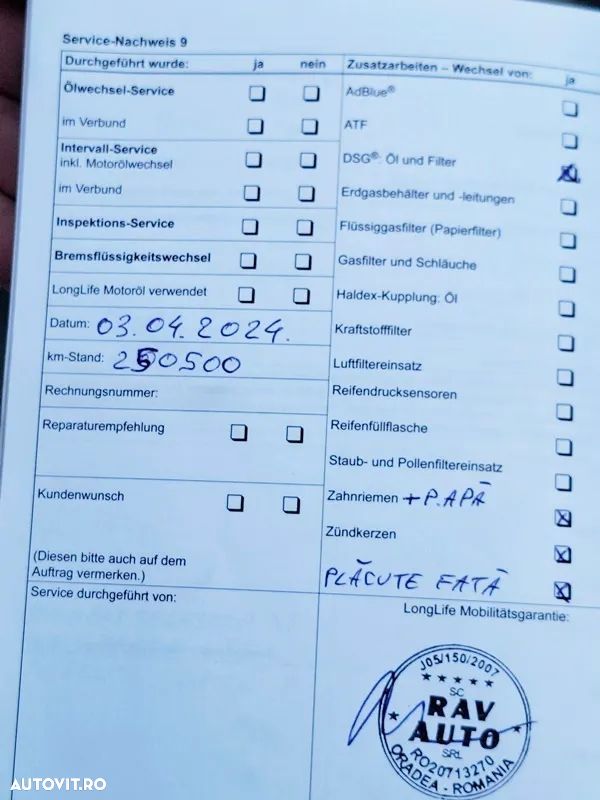 Service-Nachweis 9
Durchgeführt wurde: ja nein
Ölwechsel-Service
im Verbund
Intervall-Service
inkl. Motorölwechsel
im Verbund
Inspektions-Service
Bremsflüssigkeitswechsel
LongLife Motoröl verwendet
Datum: 03.04.2024.
km-Stand: 250500
Rechnungsnummer:
Reparaturempfehlung
Kundenwunsch
(Diesen bitte auch auf dem
Auftrag vermerken.)
Service durchgeführt von:
Zusatzarbeiten – Wechsel von: ja
AdBlue®
ATF
DSG®: Öl und Filter
Erdgasbehälter und -leitungen
Flüssiggasfilter (Papierfilter)
Gasfilter und Schläuche
Haldex-Kupplung: Öl
Kraftstofffilter
Luftfiltereinsatz
Reifendrucksensoren
Reifenfüllflasche
Staub- und Pollenfiltereinsatz
Zahnriemen + P. APĂ
Zündkerzen
PLĂCUTE FATĂ
LongLife Mobilitätsgarantie:
J05/150/2007
SC
RAV
AUTO
SRL
RO20713270
ORADEA - ROMANIA
AUTOVIT.RO